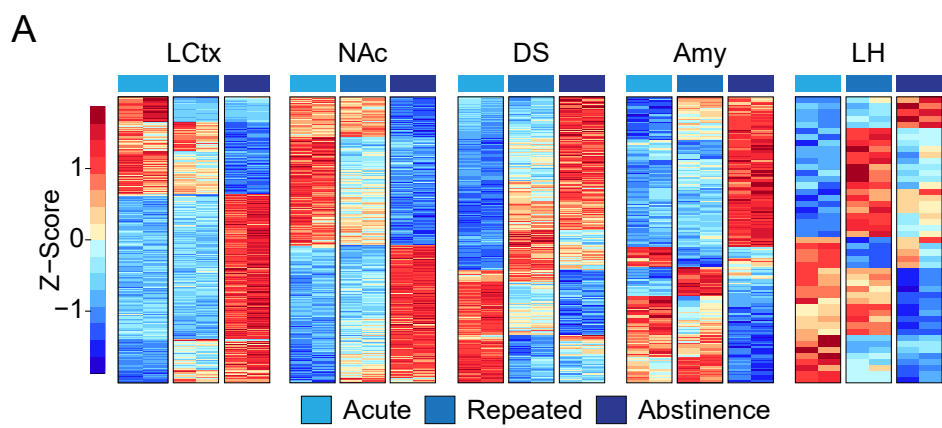 A
LCtx NAc DS Amy LH
Z-Score
1
0
−1
Acute Repeated Abstinence